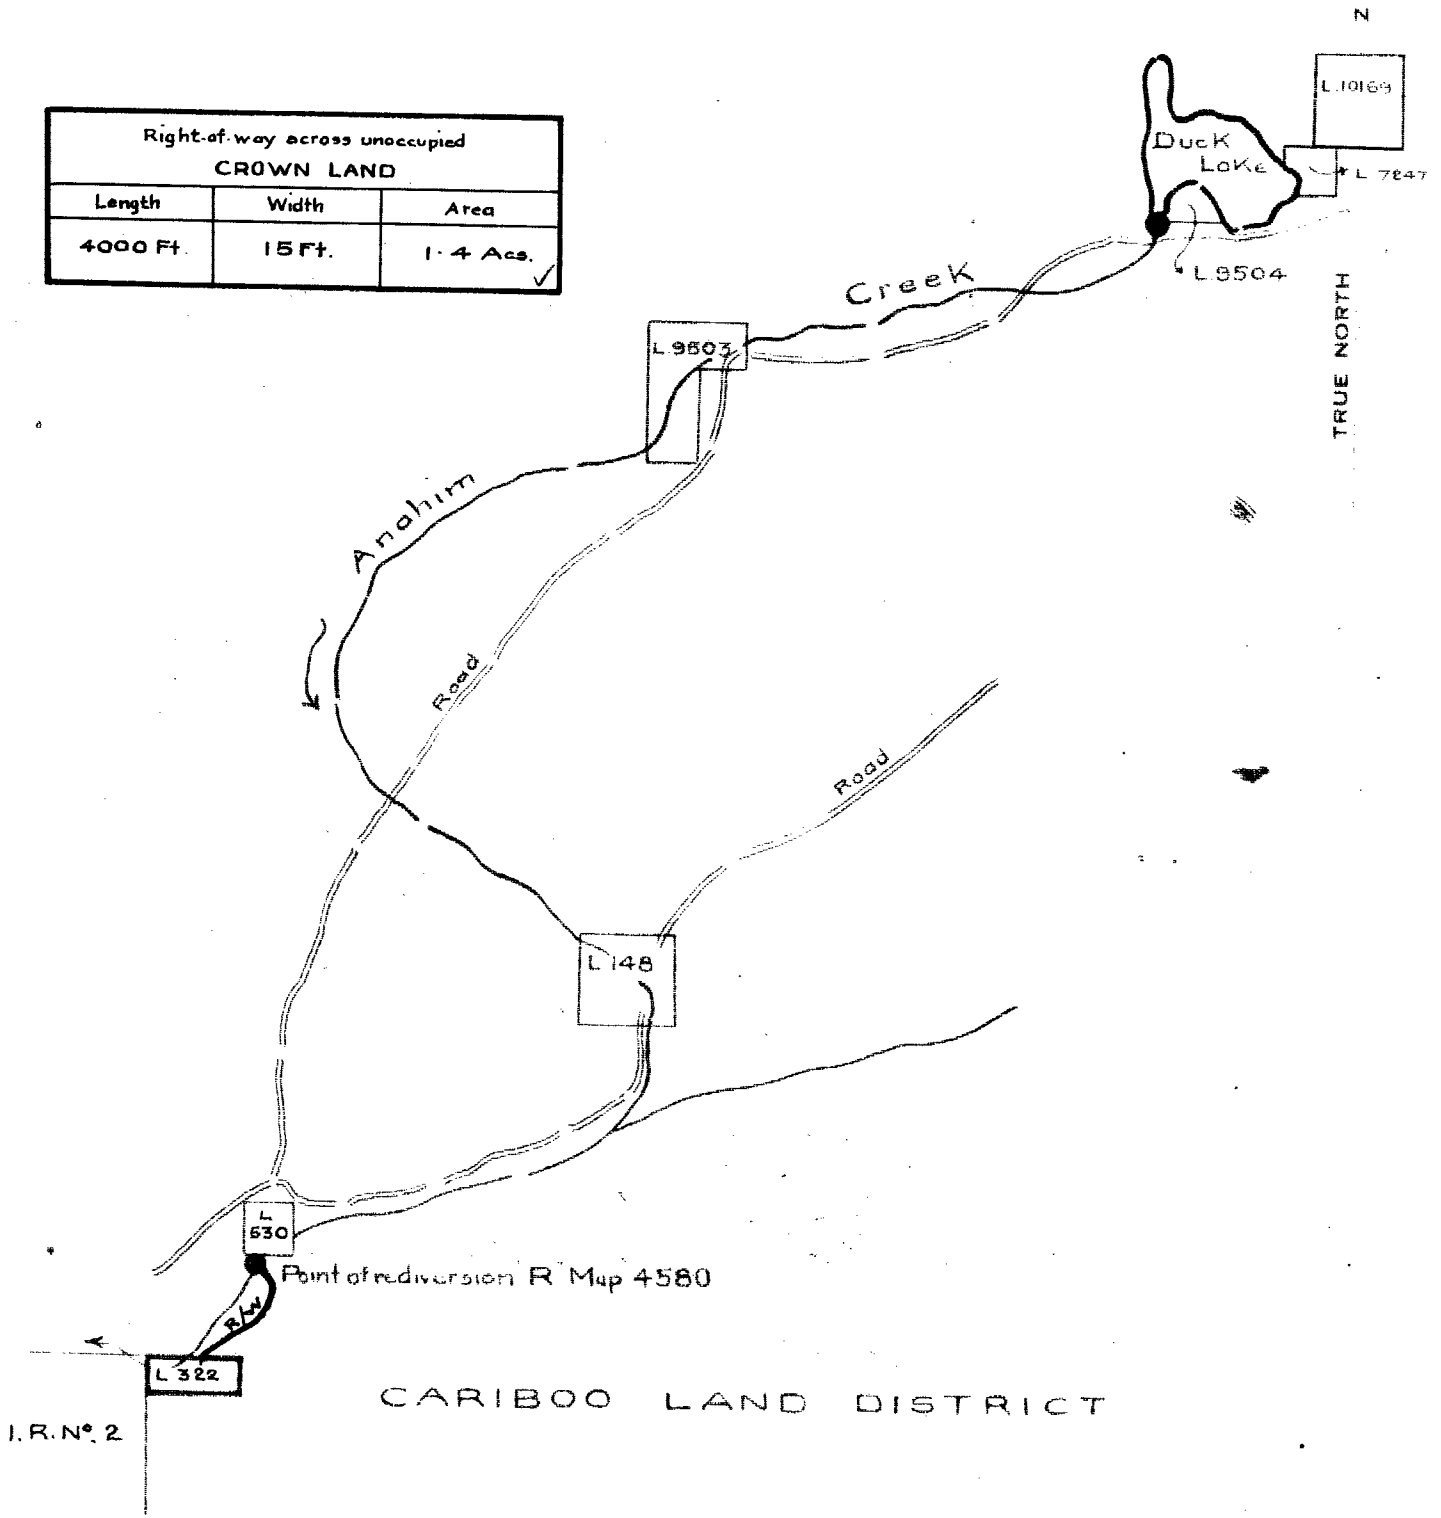 N
L.10169
Duck
Lake
L 7847
L.9504
TRUE NORTH
Right-of-way across unoccupied
CROWN LAND
Length Width Area
4000 Ft. 15 Ft. 1.4 Acs.
Creek
L.9503
Anahim
Road
Road
L 148
L
530
Point of rediversion R Map 4580
R/W
L 322
CARIBOO LAND DISTRICT
I.R. Nº. 2